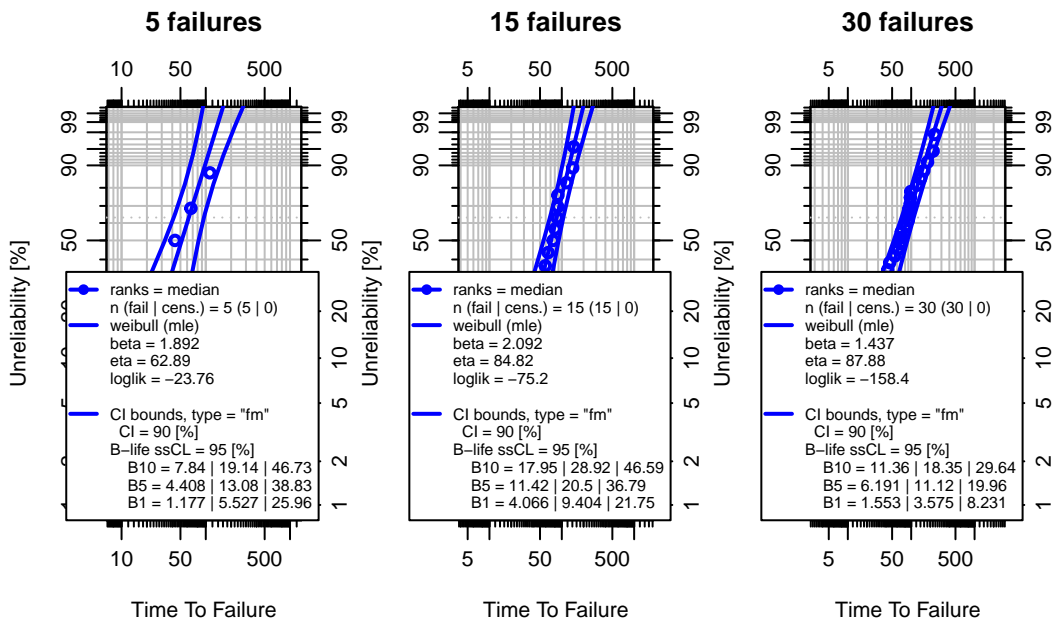 5 failures
10 50 500
99
90
50
20
10
5
2
1
Unreliability [%]
ranks = median
n (fail | cens.) = 5 (5 | 0)
weibull (mle)
beta = 1.892
eta = 62.89
loglik = −23.76
CI bounds, type = "fm"
CI = 90 [%]
B−life ssCL = 95 [%]
B10 = 7.84 | 19.14 | 46.73
B5 = 4.408 | 13.08 | 38.83
B1 = 1.177 | 5.527 | 25.96
10 50 500
Time To Failure
15 failures
5 50 500
99
90
50
20
10
5
2
1
Unreliability [%]
ranks = median
n (fail | cens.) = 15 (15 | 0)
weibull (mle)
beta = 2.092
eta = 84.82
loglik = −75.2
CI bounds, type = "fm"
CI = 90 [%]
B−life ssCL = 95 [%]
B10 = 17.95 | 28.92 | 46.59
B5 = 11.42 | 20.5 | 36.79
B1 = 4.066 | 9.404 | 21.75
5 50 500
Time To Failure
30 failures
5 50 500
99
90
50
20
10
5
2
1
Unreliability [%]
ranks = median
n (fail | cens.) = 30 (30 | 0)
weibull (mle)
beta = 1.437
eta = 87.88
loglik = −158.4
CI bounds, type = "fm"
CI = 90 [%]
B−life ssCL = 95 [%]
B10 = 11.36 | 18.35 | 29.64
B5 = 6.191 | 11.12 | 19.96
B1 = 1.553 | 3.575 | 8.231
5 50 500
Time To Failure